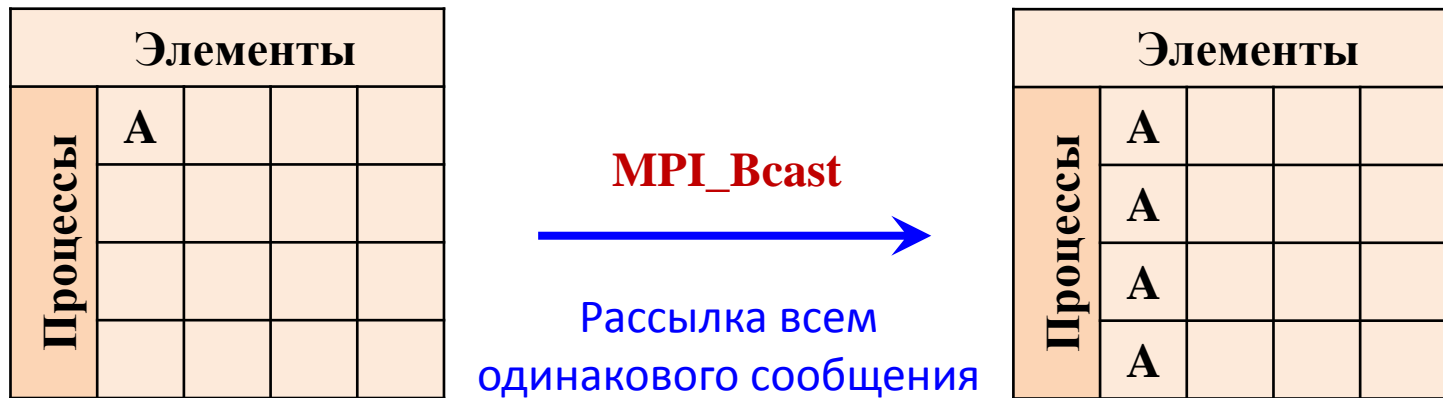 Элементы
Процессы
A
MPI_Bcast
Рассылка всем
одинакового сообщения
Элементы
Процессы
A
A
A
A